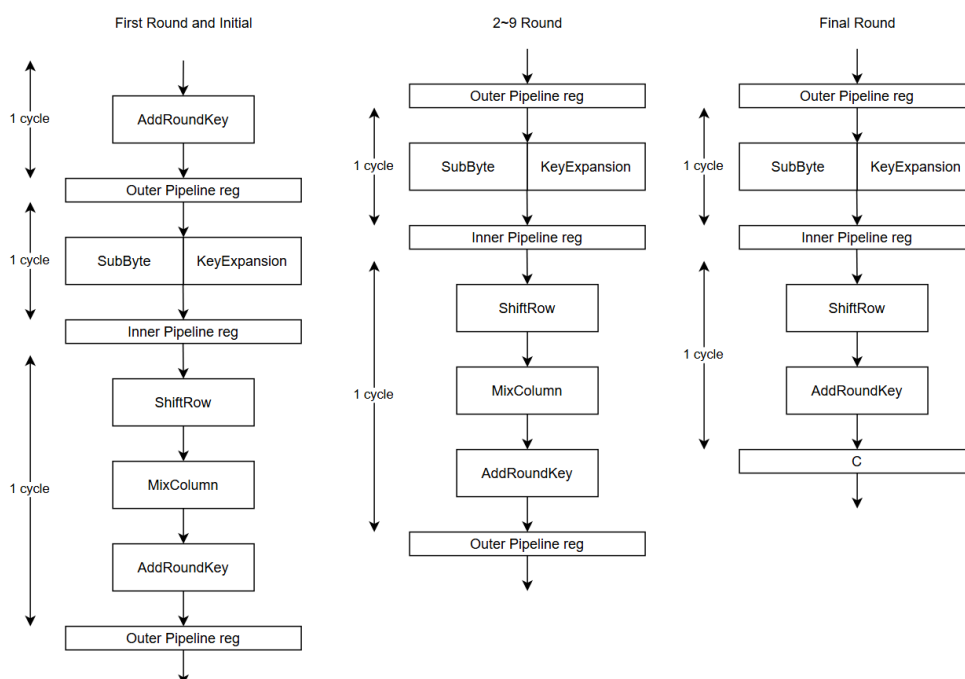 First Round and Initial
1 cycle
AddRoundKey
Outer Pipeline reg
1 cycle
SubByte
KeyExpansion
Inner Pipeline reg
1 cycle
ShiftRow
MixColumn
AddRoundKey
Outer Pipeline reg
2~9 Round
Outer Pipeline reg
1 cycle
SubByte
KeyExpansion
Inner Pipeline reg
1 cycle
ShiftRow
MixColumn
AddRoundKey
Outer Pipeline reg
Final Round
Outer Pipeline reg
1 cycle
SubByte
KeyExpansion
Inner Pipeline reg
1 cycle
ShiftRow
AddRoundKey
C